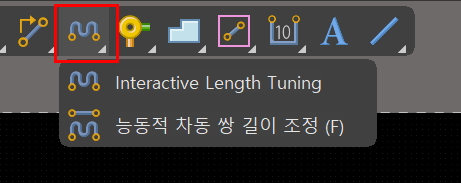 10
A
Interactive Length Tuning
능동적 차동 쌍 길이 조정 (F)